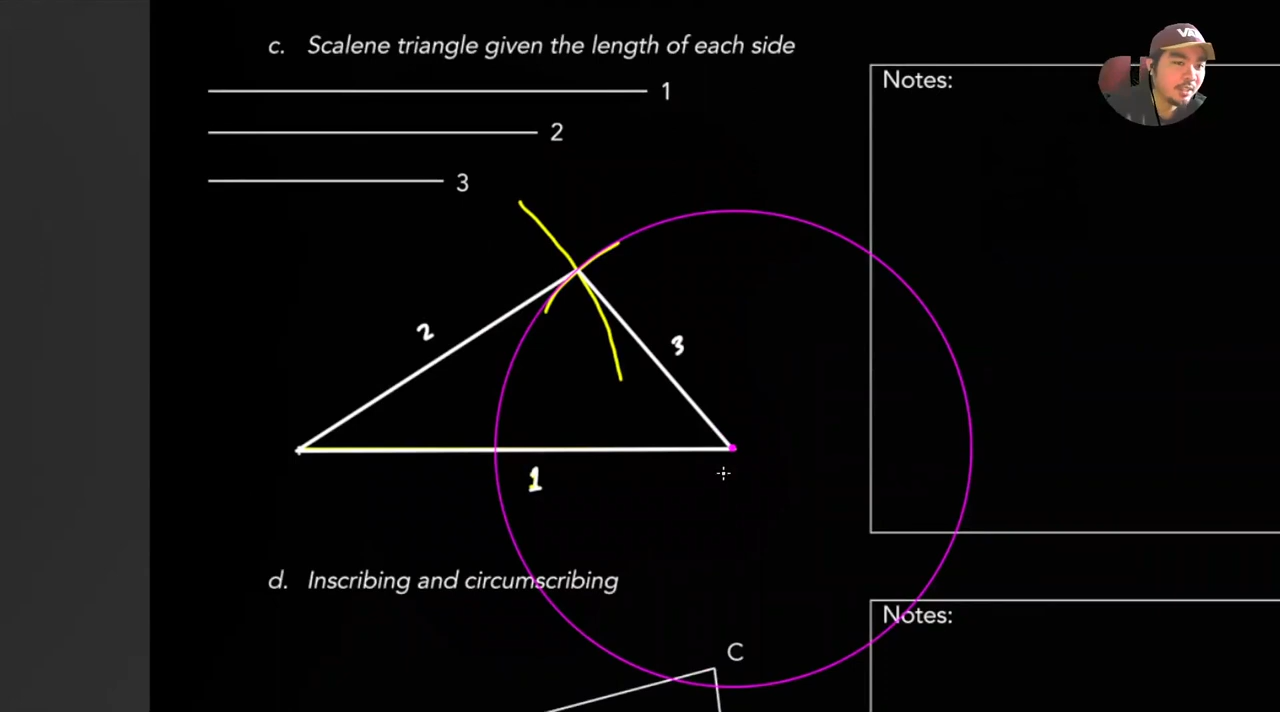 c. Scalene triangle given the length of each side
Notes:
1
2
3
2
3
1
d. Inscribing and circumscribing
Notes:
C